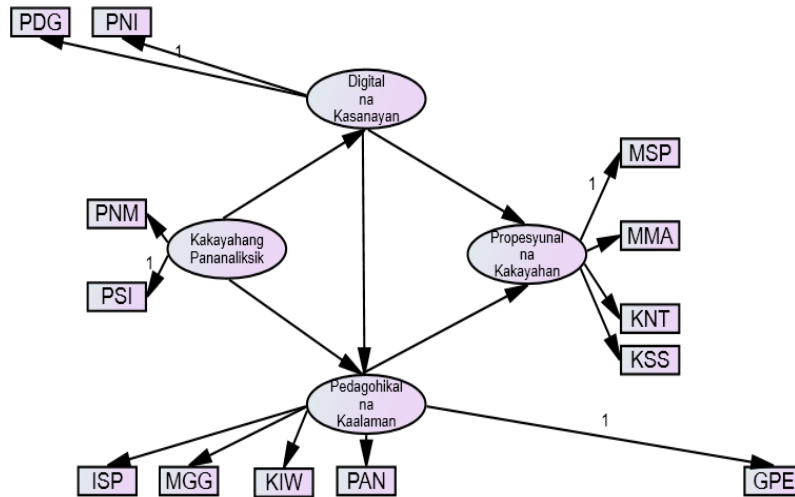 PDG PNI
1
Digital
na
Kasanayan
MSP
1
PNM
MMA
Kakayahang
Pananaliksik
Propesyunal
na
Kakayahan
1
PSI
KNT
KSS
Pedagohikal
na
Kaalaman
1
ISP MGG KIW PAN GPE